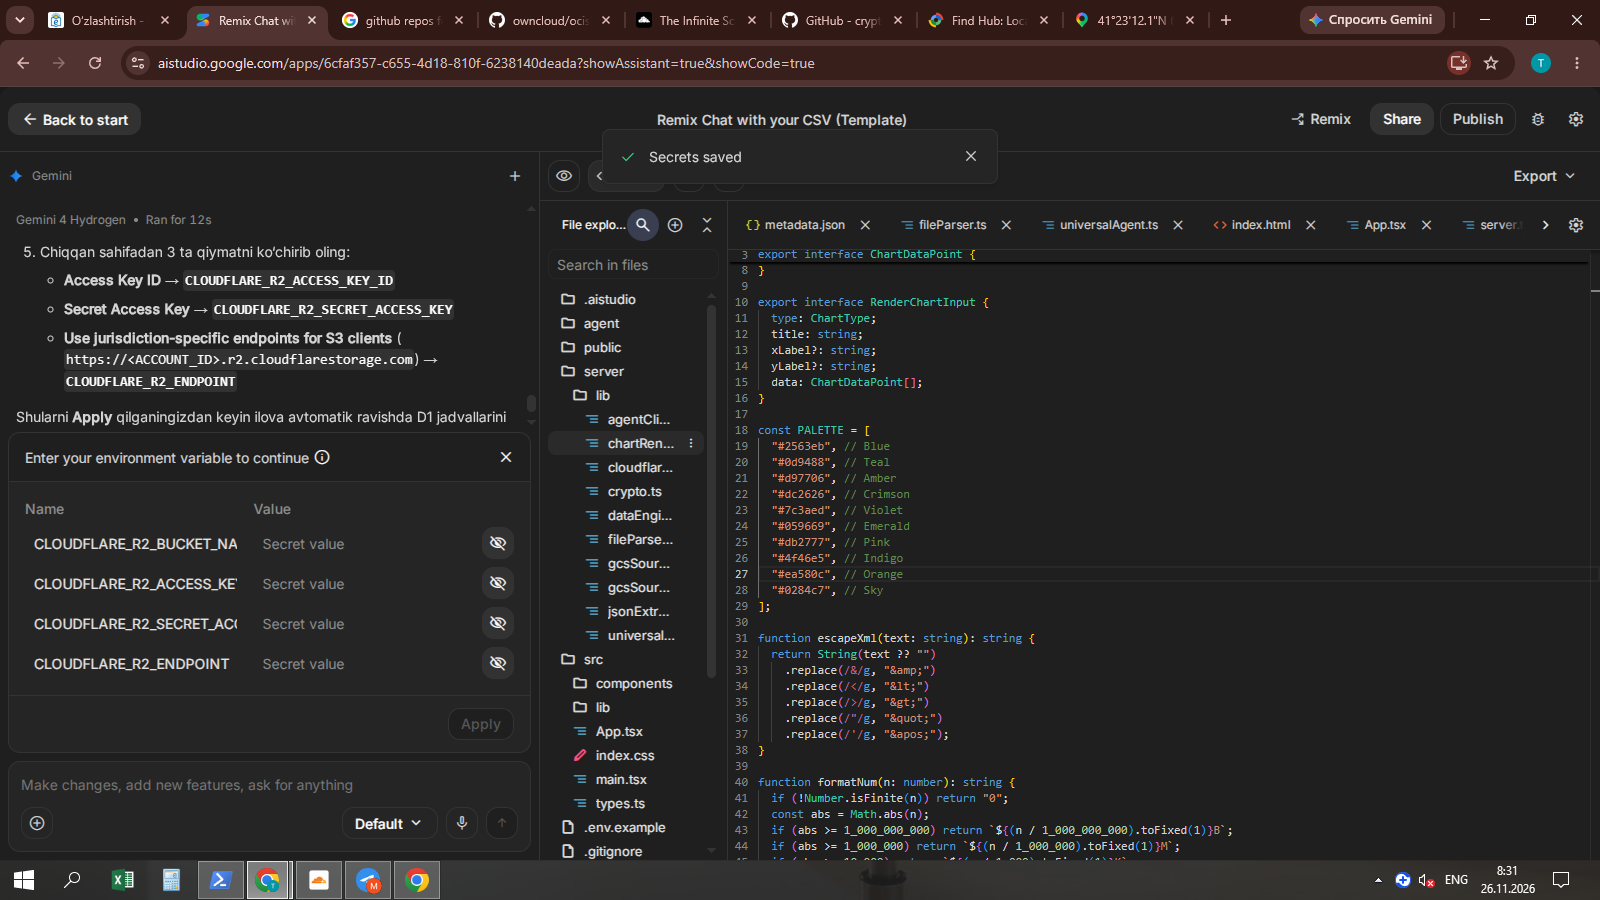 O'zlashtirish -
Remix Chat wit
github repos f
owncloud/ocis
The Infinite Sc
GitHub - crypt
Find Hub: Loc
41°23'12.1"N
Спросить Gemini
aistudio.google.com/apps/6cfaf357-c655-4d18-810f-6238140deada?showAssistant=true&showCode=true
T
Back to start
Remix Chat with your CSV (Template)
Remix
Share
Publish
Secrets saved
Gemini
Export
Gemini 4 Hydrogen • Ran for 12s
5. Chiqqan sahifadan 3 ta qiymatni ko‘chirib oling:
Access Key ID → CLOUDFLARE_R2_ACCESS_KEY_ID
Secret Access Key → CLOUDFLARE_R2_SECRET_ACCESS_KEY
Use jurisdiction-specific endpoints for S3 clients (
https://<ACCOUNT_ID>.r2.cloudflarestorage.com) →
CLOUDFLARE_R2_ENDPOINT
Shularni Apply qilganingizdan keyin ilova avtomatik ravishda D1 jadvallarini
Enter your environment variable to continue
Name Value
CLOUDFLARE_R2_BUCKET_NA Secret value
CLOUDFLARE_R2_ACCESS_KEY Secret value
CLOUDFLARE_R2_SECRET_ACC Secret value
CLOUDFLARE_R2_ENDPOINT Secret value
Apply
Make changes, add new features, ask for anything
Default
File explo...
Search in files
.aistudio
agent
public
server
lib
agentCli...
chartRen...
cloudflar...
crypto.ts
dataEngi...
fileParse...
gcsSour...
gcsSour...
jsonExtr...
universal...
src
components
lib
App.tsx
index.css
main.tsx
types.ts
.env.example
.gitignore
{} metadata.json
fileParser.ts
universalAgent.ts
<> index.html
App.tsx
server.
3 export interface ChartDataPoint {
8 }
9
10 export interface RenderChartInput {
11 type: ChartType;
12 title: string;
13 xLabel?: string;
14 yLabel?: string;
15 data: ChartDataPoint[];
16 }
17
18 const PALETTE = [
19 "#2563eb", // Blue
20 "#0d9488", // Teal
21 "#d97706", // Amber
22 "#dc2626", // Crimson
23 "#7c3aed", // Violet
24 "#059669", // Emerald
25 "#db2777", // Pink
26 "#4f46e5", // Indigo
27 "#ea580c", // Orange
28 "#0284c7", // Sky
29 ];
30
31 function escapeXml(text: string): string {
32 return String(text ?? "")
33 .replace(/&/g, "&amp;")
34 .replace(/</g, "&lt;")
35 .replace(/>/g, "&gt;")
36 .replace(/"/g, "&quot;")
37 .replace(/'/g, "&apos;");
38 }
39
40 function formatNum(n: number): string {
41 if (!Number.isFinite(n)) return "0";
42 const abs = Math.abs(n);
43 if (abs >= 1_000_000_000) return `${(n / 1_000_000_000).toFixed(1)}B`;
44 if (abs >= 1_000_000) return `${(n / 1_000_000).toFixed(1)}M`;
ENG
8:31
26.11.2026